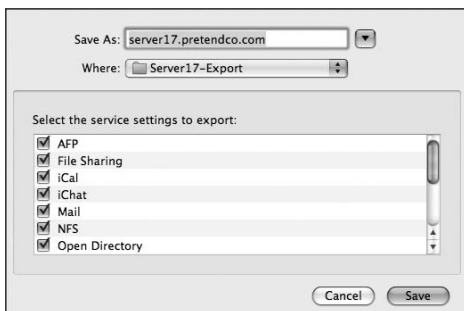 Save As: server17.pretendco.com
Where: Server17-Export
Select the service settings to export:
AFP
File Sharing
iCal
iChat
Mail
NFS
Open Directory
Cancel Save